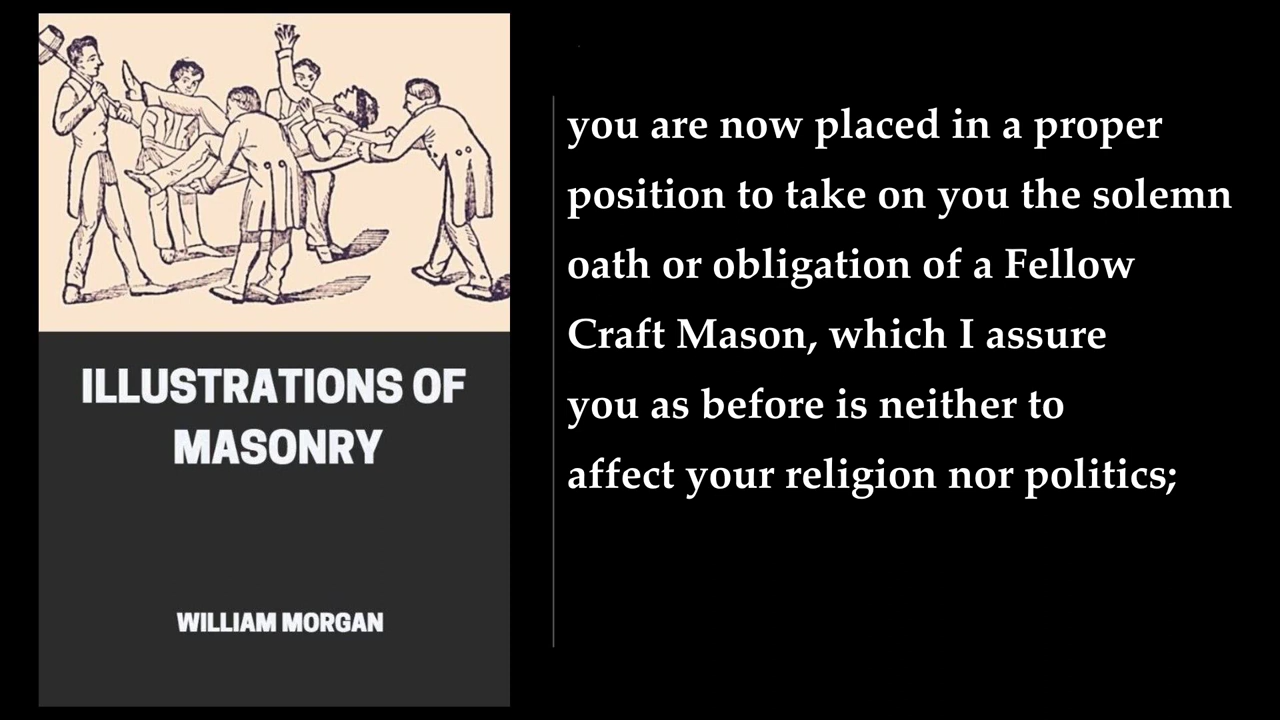 ILLUSTRATIONS OF
MASONRY
WILLIAM MORGAN
you are now placed in a proper
position to take on you the solemn
oath or obligation of a Fellow
Craft Mason, which I assure
you as before is neither to
affect your religion nor politics;